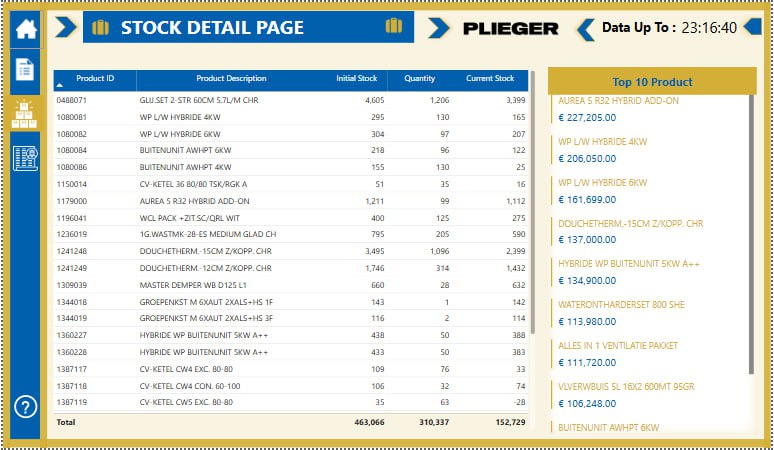 STOCK DETAIL PAGE PLIEGER Data Up To : 23:16:40
Product ID Product Description Initial Stock Quantity Current Stock
0488071 GLIJ.SET 2-STR 60CM 5.7L/M CHR 4,605 1,206 3,399
1080081 WP L/W HYBRIDE 4KW 295 130 165
1080082 WP L/W HYBRIDE 6KW 304 97 207
1080084 BUITENUNIT AWHPT 6KW 218 96 122
1080086 BUITENUNIT AWHPT 4KW 155 130 25
1150014 CV-KETEL 36 80/80 TSK/RGK A 51 35 16
1179000 AUREA 5 R32 HYBRID ADD-ON 1,211 99 1,112
1196041 WCL PACK +ZIT.SC/QRL WIT 400 125 275
1236019 1G.WASTMK-28-ES MEDIUM GLAD CH 795 205 590
1241248 DOUCHETHERM.-15CM Z/KOPP. CHR 3,495 1,096 2,399
1241249 DOUCHETHERM.-12CM Z/KOPP. CHR 1,746 314 1,432
1309039 MASTER DEMPER WB D125 L1 660 28 632
1344018 GROEPENKST M 6XAUT 2XALS+HS 1F 143 1 142
1344019 GROEPENKST M 6XAUT 2XALS+HS 3F 116 2 114
1360227 HYBRIDE WP BUITENUNIT 5KW A++ 438 50 388
1360228 HYBRIDE WP BUITENUNIT 5KW A++ 433 50 383
1387117 CV-KETEL CW4 EXC. 80-80 109 76 33
1387118 CV-KETEL CW4 CON. 60-100 106 32 74
1387119 CV-KETEL CW5 EXC. 80-80 35 63 -28
Total 463,066 310,337 152,729
Top 10 Product
AUREA 5 R32 HYBRID ADD-ON
€ 227,205.00
WP L/W HYBRIDE 4KW
€ 206,050.00
WP L/W HYBRIDE 6KW
€ 161,699.00
DOUCHETHERM.-15CM Z/KOPP. CHR
€ 137,000.00
HYBRIDE WP BUITENUNIT 5KW A++
€ 134,900.00
WATERONTHARDERSET 800 SHE
€ 113,980.00
ALLES IN 1 VENTILATIE PAKKET
€ 111,720.00
VLVERWBUIS SL 16X2 600MT 95GR
€ 106,248.00
BUITENUNIT AWHPT 6KW